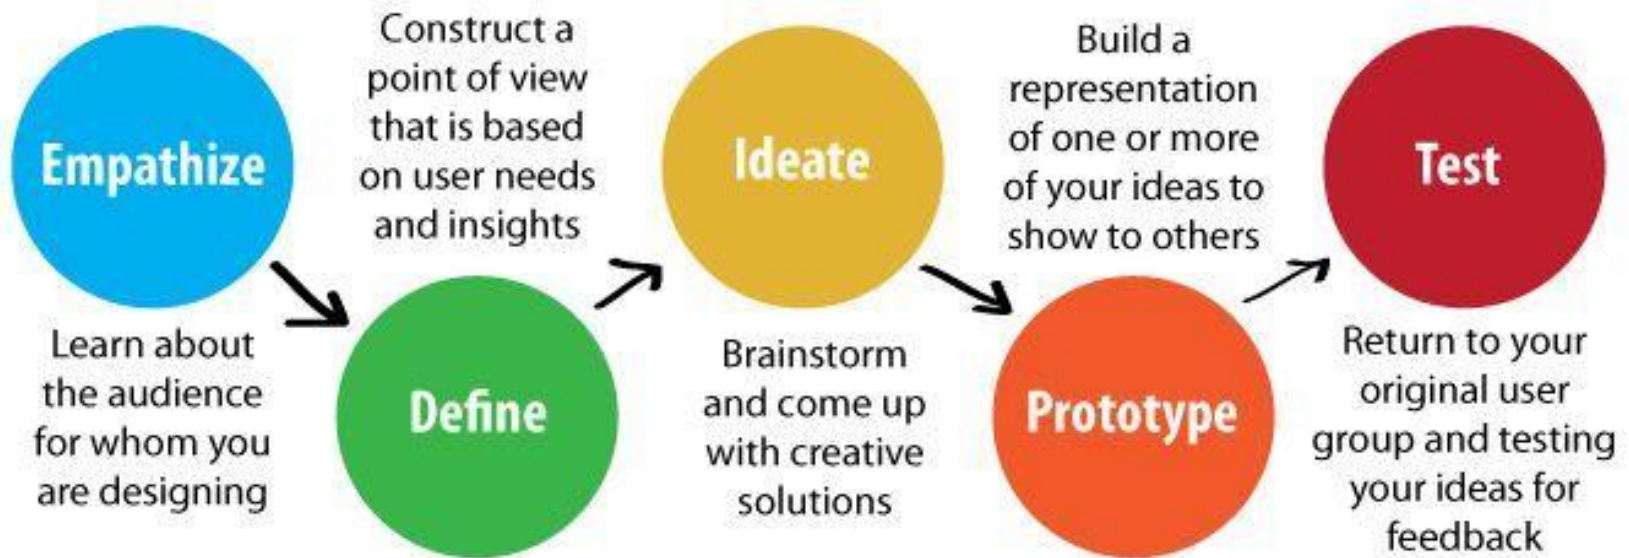 Empathize
Learn about
the audience
for whom you
are designing
Construct a
point of view
that is based
on user needs
and insights
Define
Ideate
Brainstorm
and come up
with creative
solutions
Build a
representation
of one or more
of your ideas to
show to others
Prototype
Test
Return to your
original user
group and testing
your ideas for
feedback